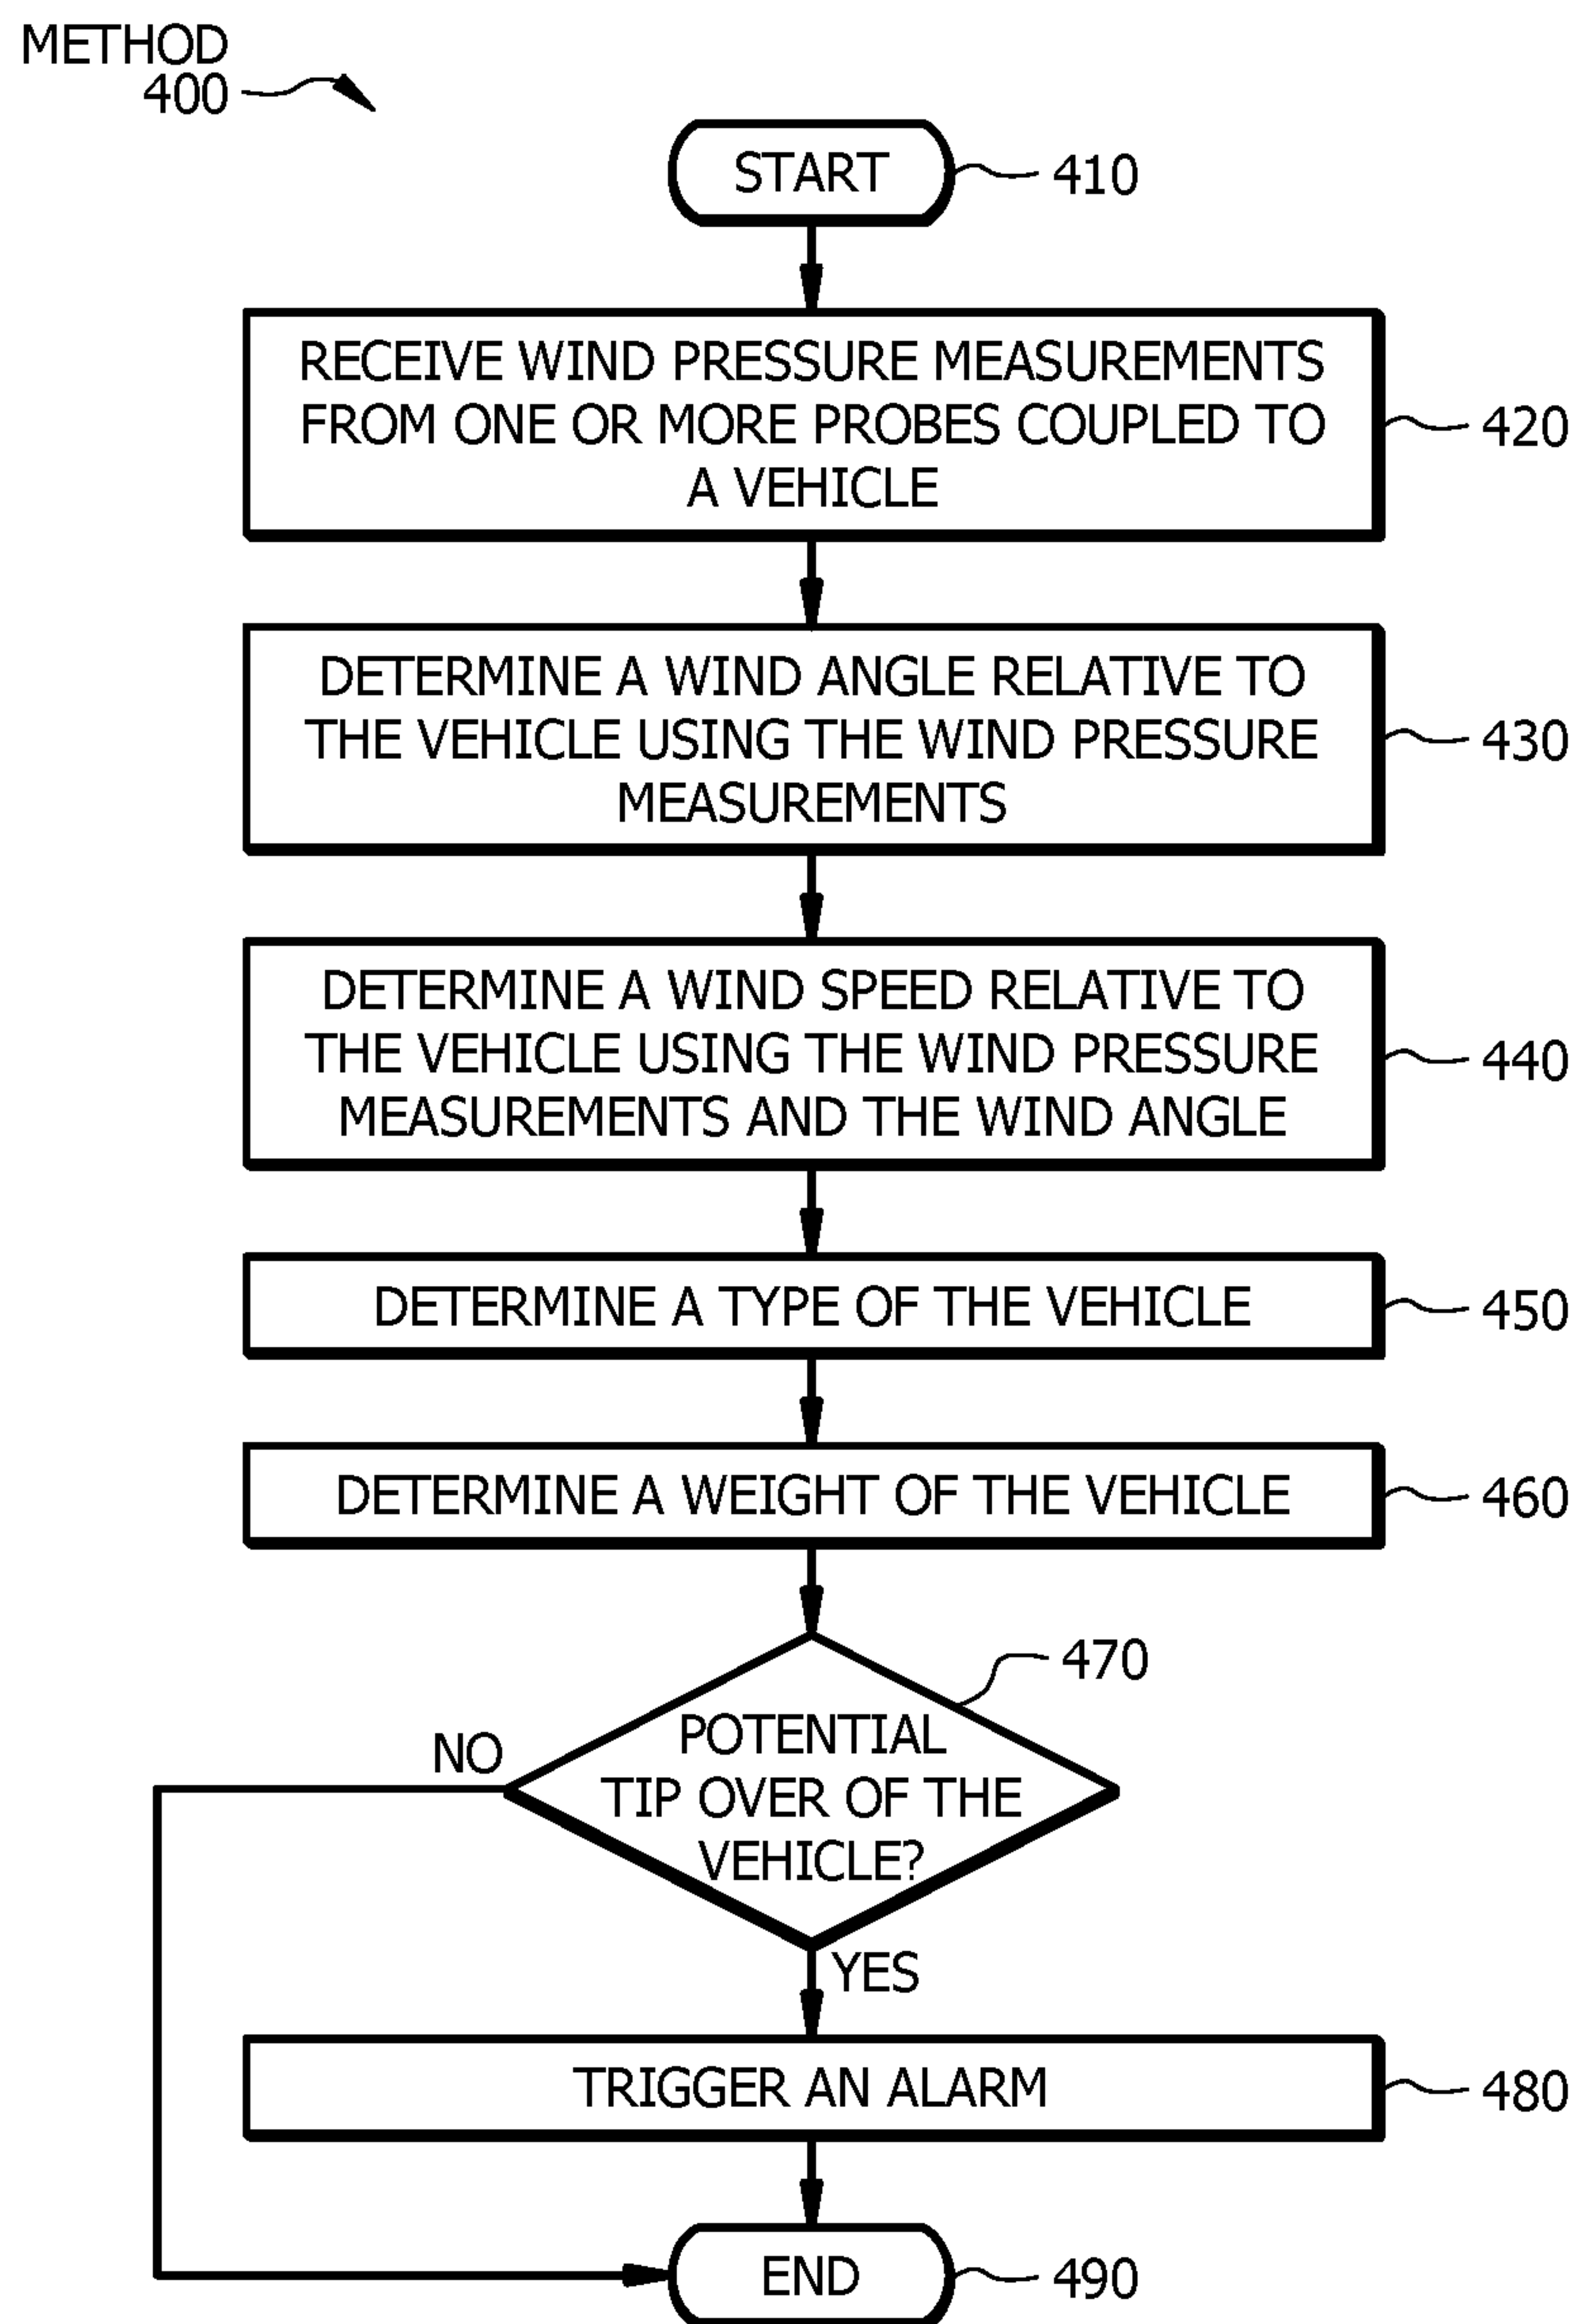 METHOD
400
START
410
RECEIVE WIND PRESSURE MEASUREMENTS
FROM ONE OR MORE PROBES COUPLED TO
A VEHICLE
420
DETERMINE A WIND ANGLE RELATIVE TO
THE VEHICLE USING THE WIND PRESSURE
MEASUREMENTS
430
DETERMINE A WIND SPEED RELATIVE TO
THE VEHICLE USING THE WIND PRESSURE
MEASUREMENTS AND THE WIND ANGLE
440
DETERMINE A TYPE OF THE VEHICLE
450
DETERMINE A WEIGHT OF THE VEHICLE
460
470
POTENTIAL
TIP OVER OF THE
VEHICLE?
NO
YES
TRIGGER AN ALARM
480
END
490